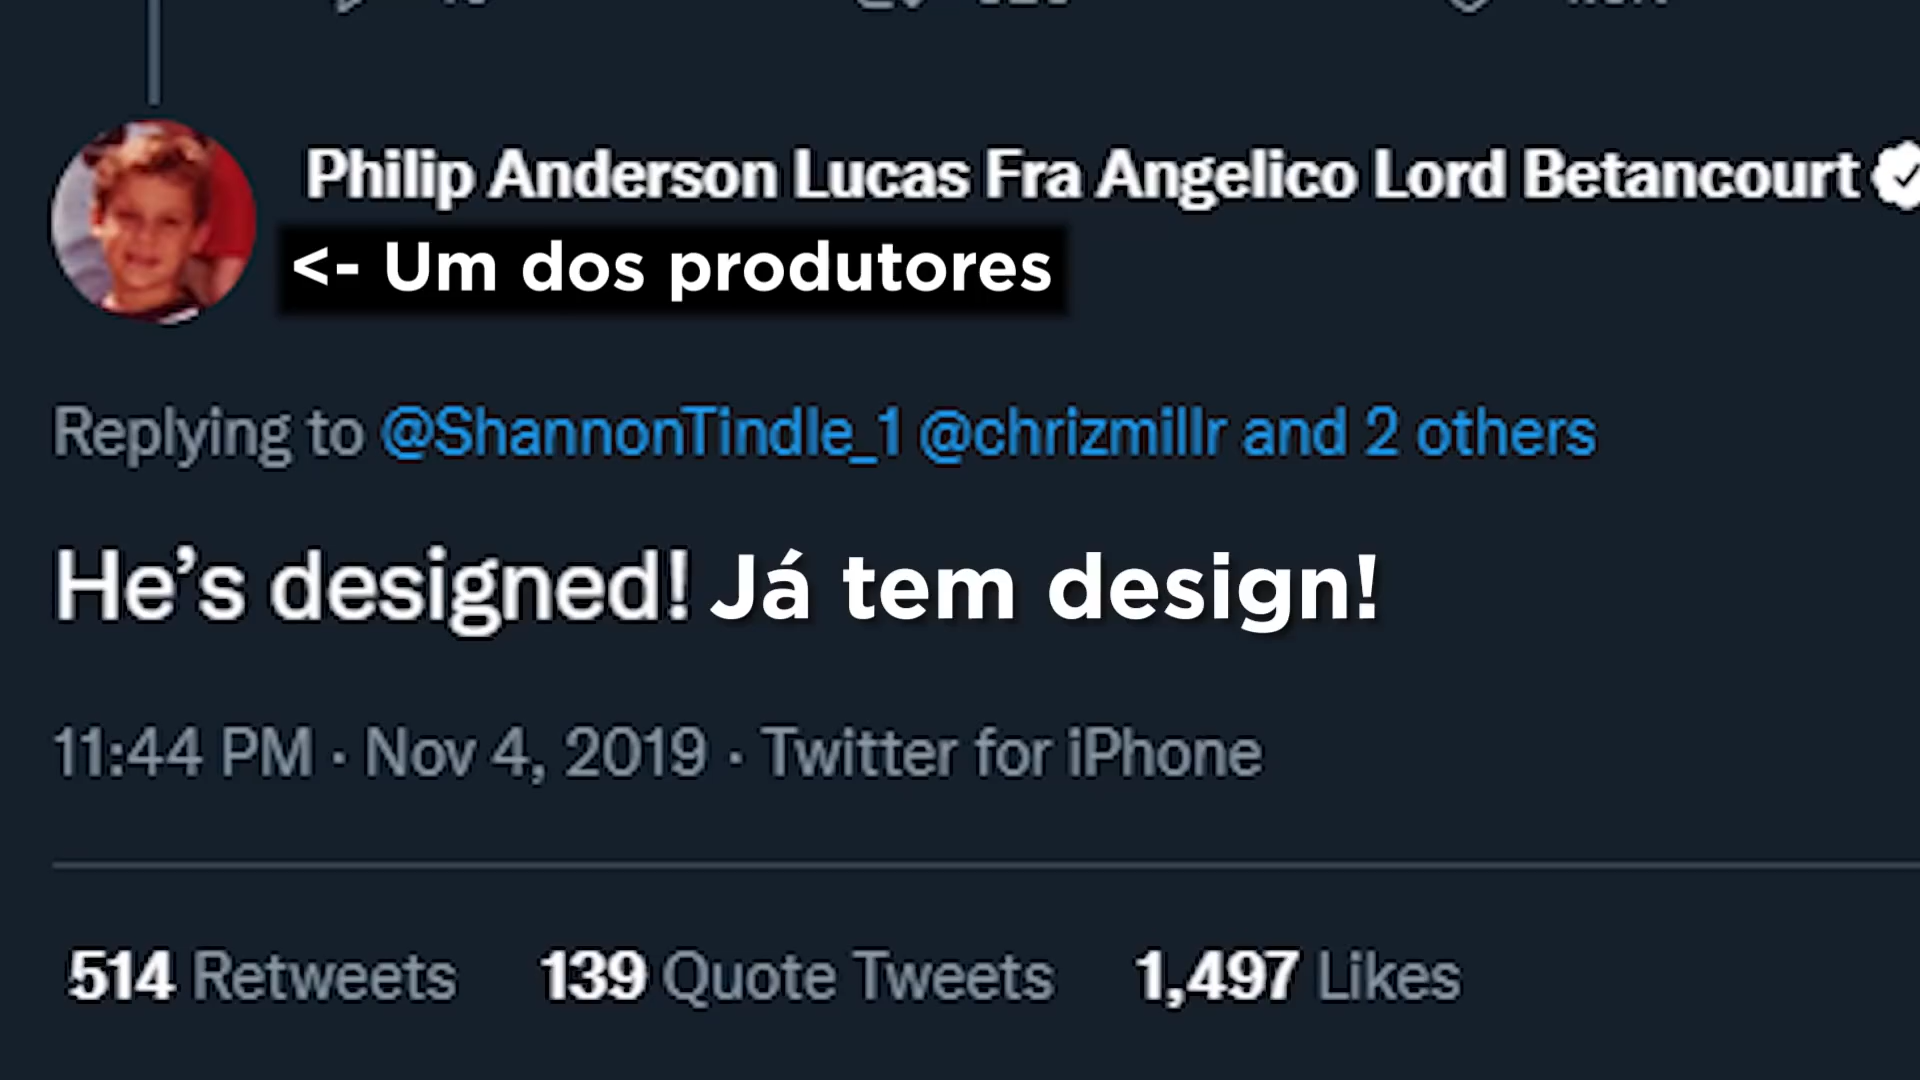 Philip Anderson Lucas Fra Angelico Lord Betancourt
<- Um dos produtores
Replying to @ShannonTindle_1 @chrizmillr and 2 others
He’s designed! Já tem design!
11:44 PM · Nov 4, 2019 · Twitter for iPhone
514 Retweets 139 Quote Tweets 1,497 Likes